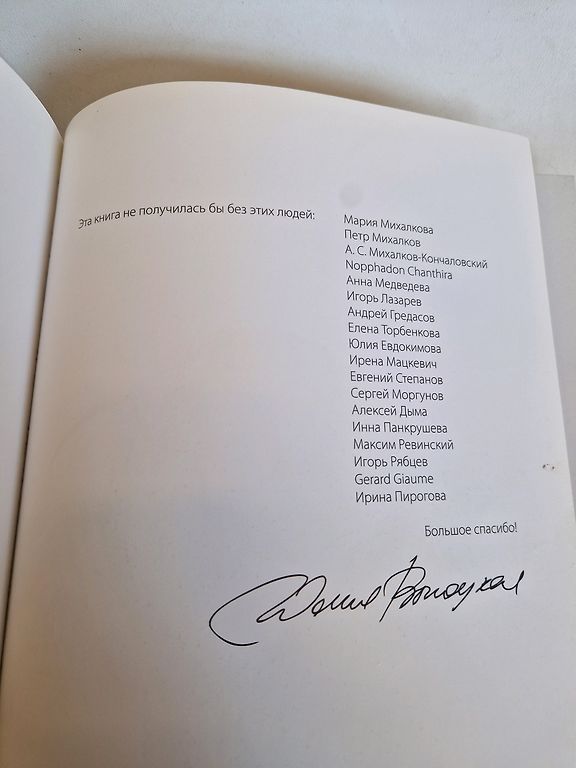 Эта книга не получилась бы без этих людей:
Мария Михалкова
Петр Михалков
А. С. Михалков-Кончаловский
Nopphadon Chanthira
Анна Медведева
Игорь Лазарев
Андрей Гредасов
Елена Торбенкова
Юлия Евдокимова
Ирена Мацкевич
Евгений Степанов
Сергей Моргунов
Алексей Дыма
Инна Панкрушева
Максим Ревинский
Игорь Рябцев
Gerard Giaume
Ирина Пирогова
Большое спасибо!
Юлия Высоцкая